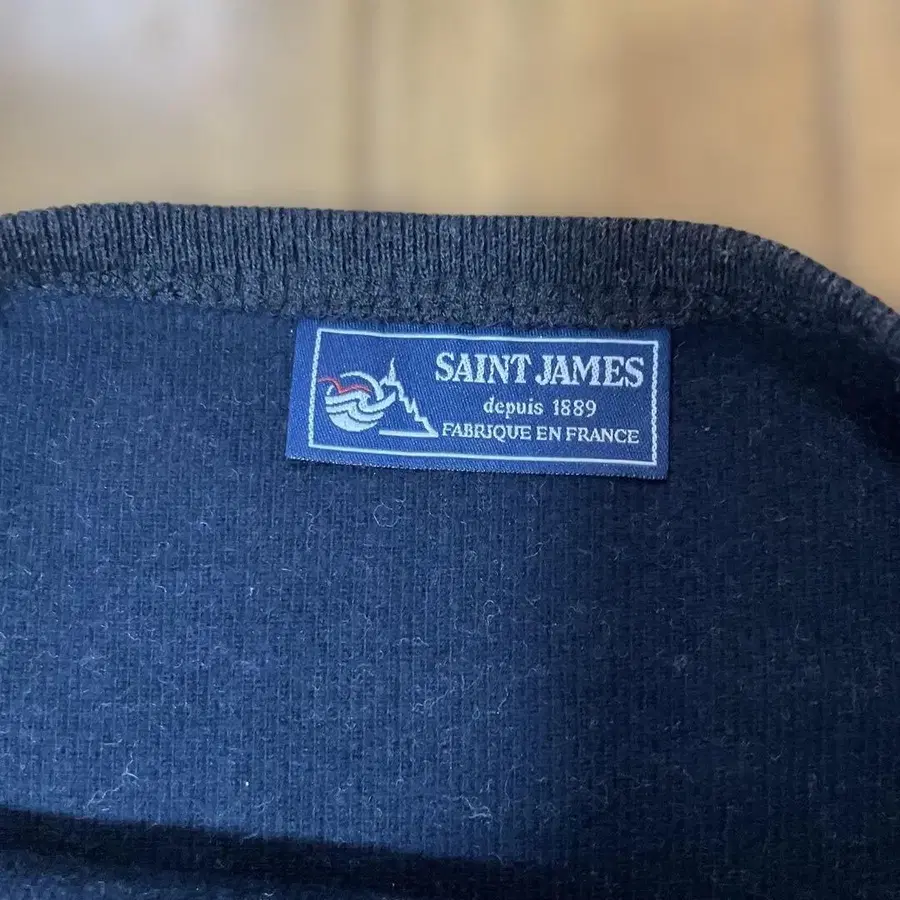 SAINT JAMES
depuis 1889
FABRIQUE EN FRANCE